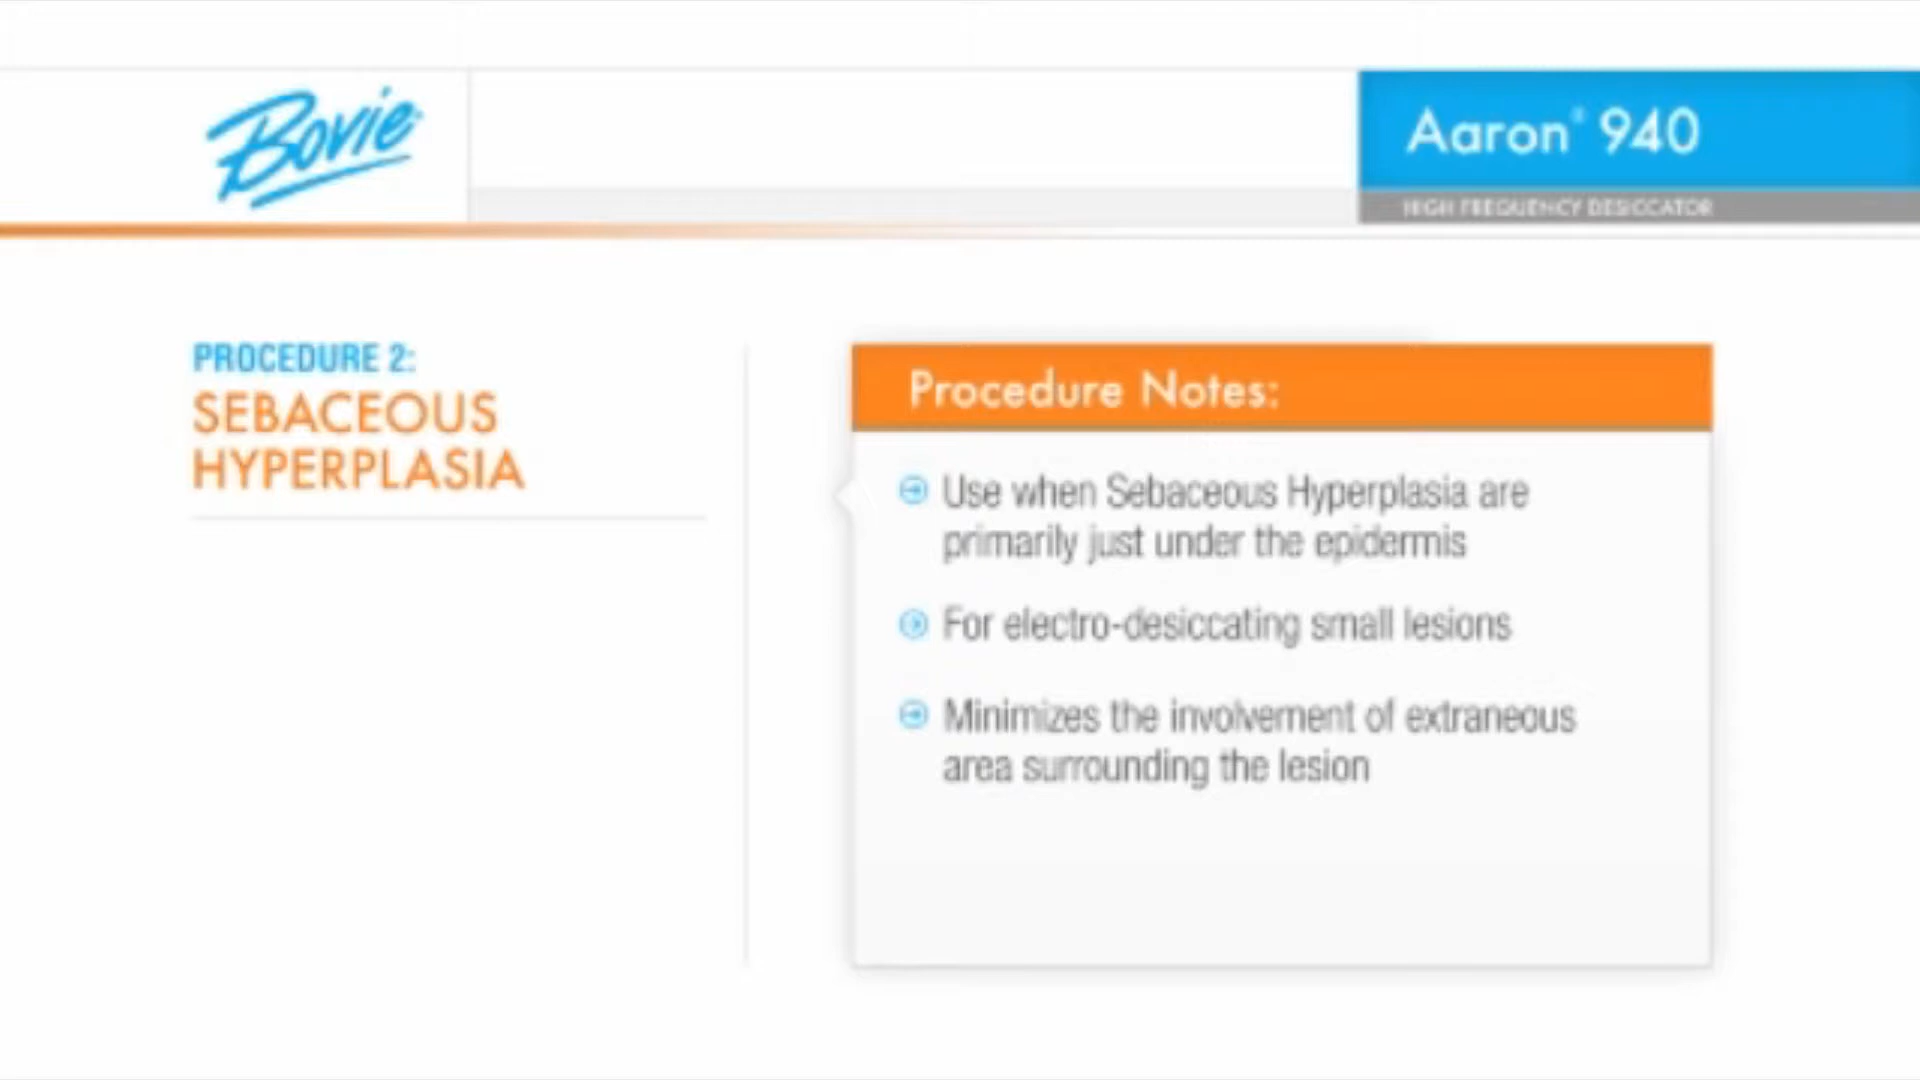 Bovie
Aaron® 940
HIGH FREQUENCY DESICCATOR
PROCEDURE 2:
SEBACEOUS
HYPERPLASIA
Procedure Notes:
Use when Sebaceous Hyperplasia are
primarily just under the epidermis
For electro-desiccating small lesions
Minimizes the involvement of extraneous
area surrounding the lesion